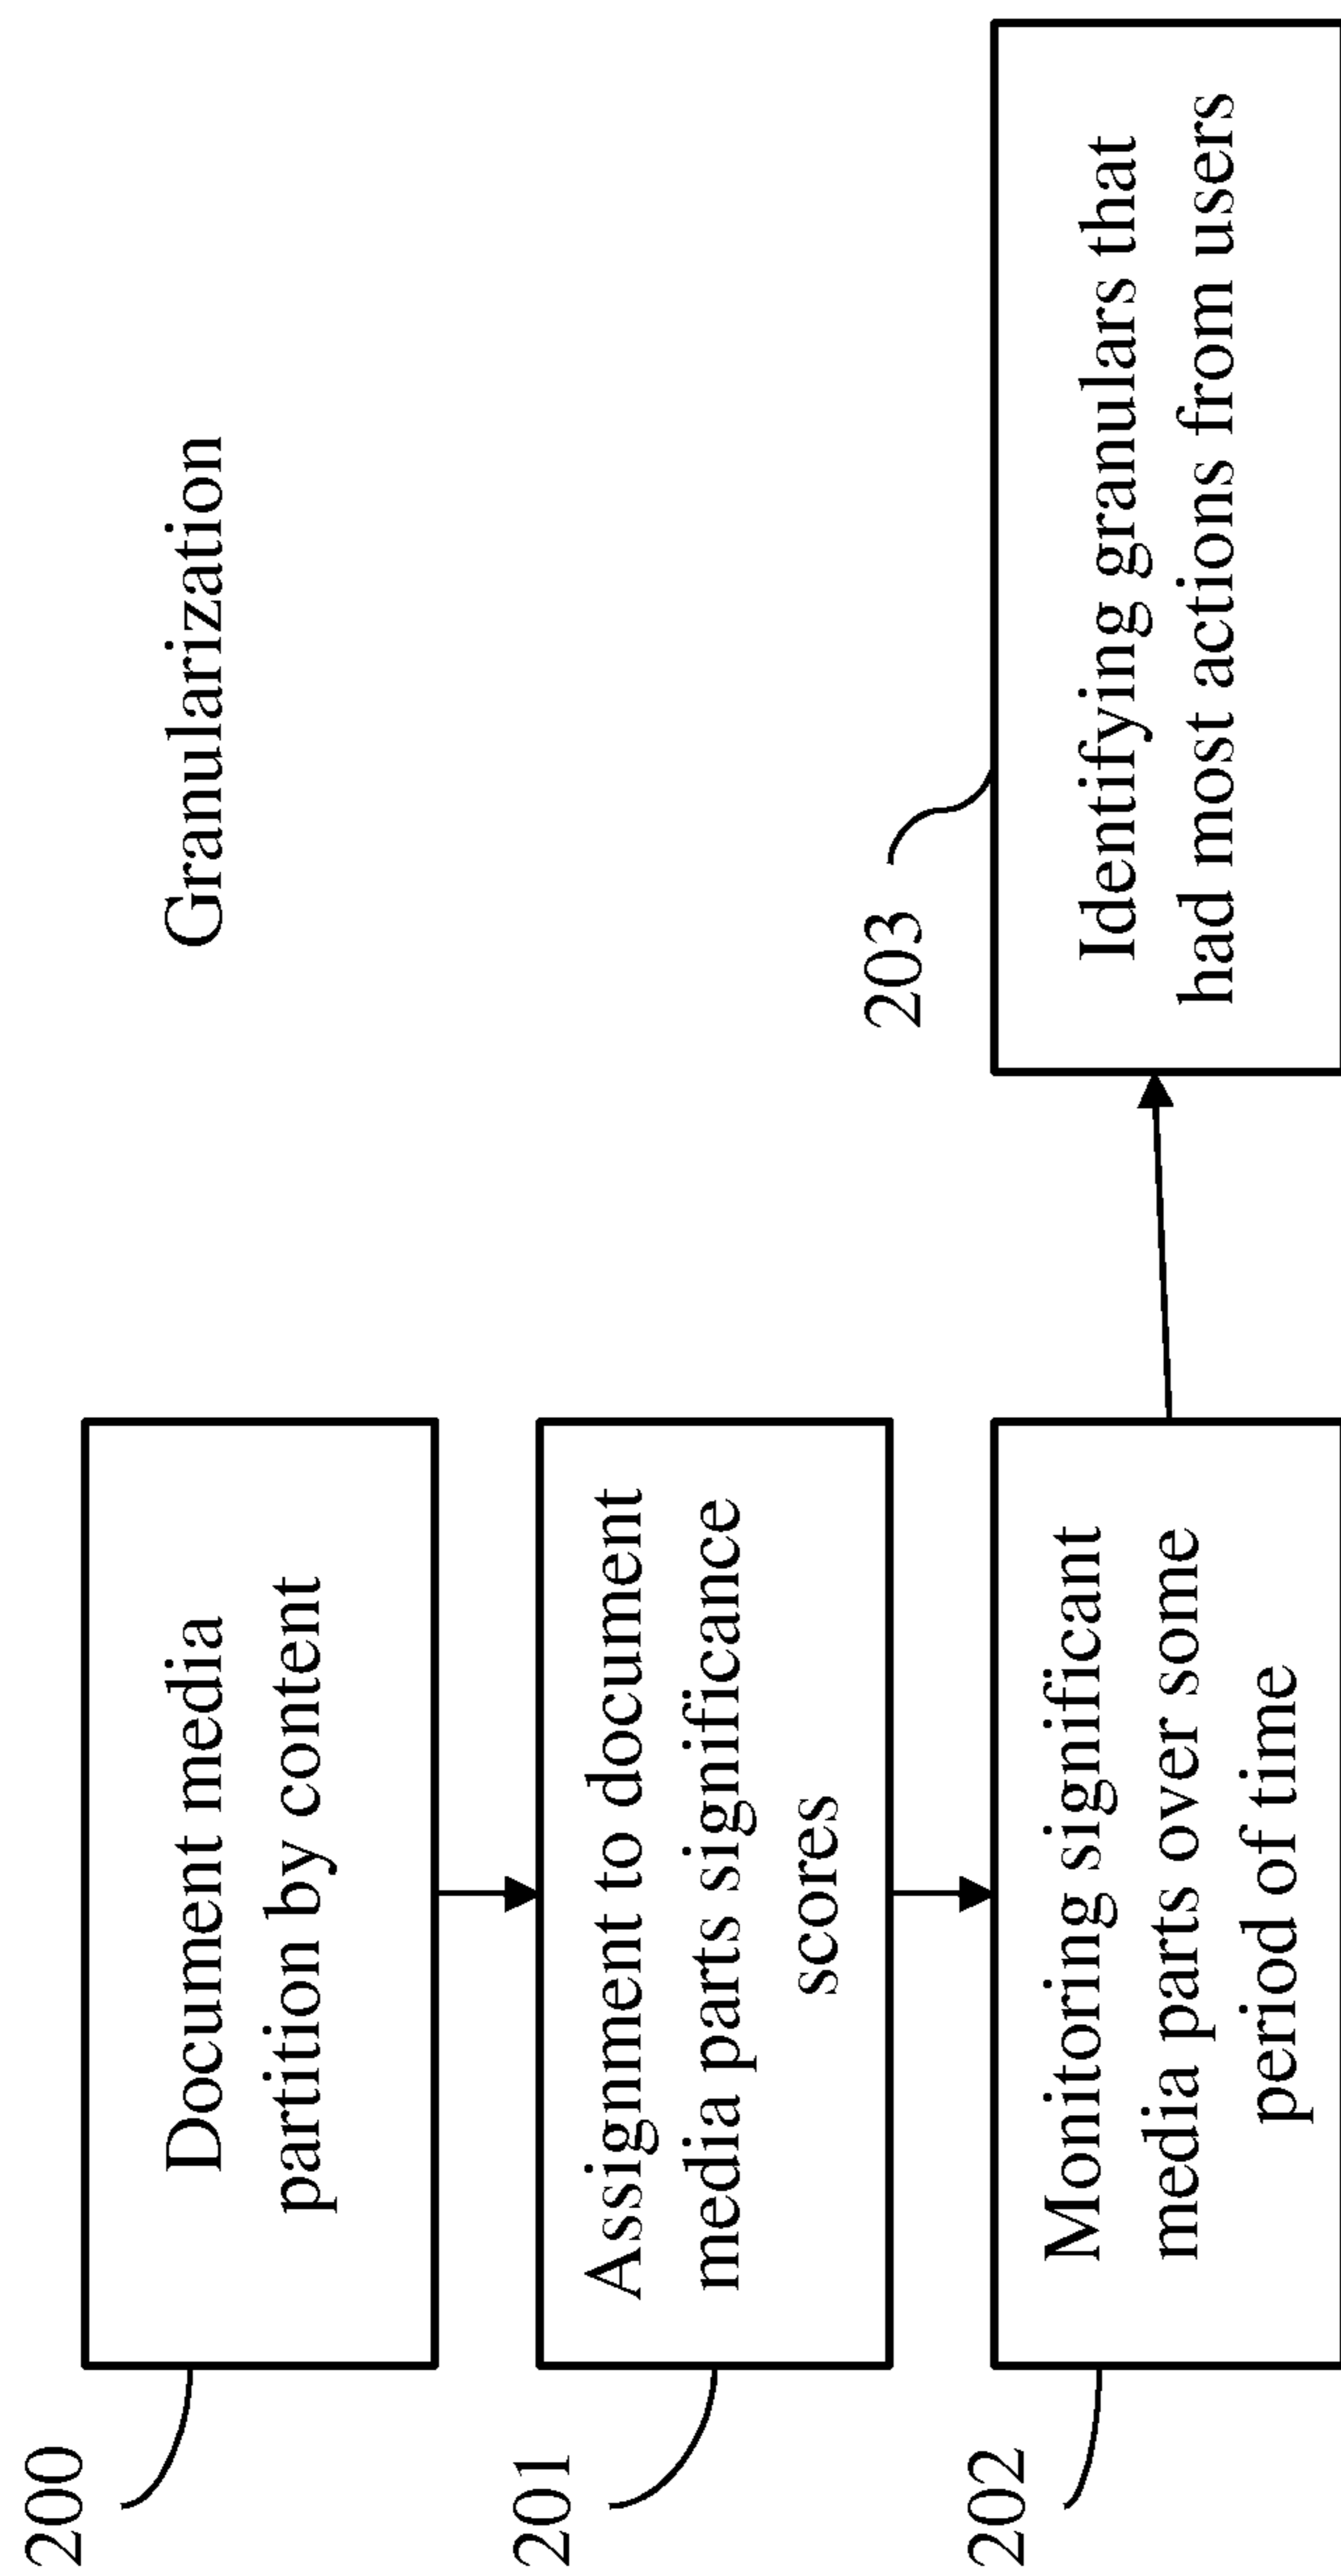 Granularization
200
Document media
partition by content
201
Assignment to document
media parts significance
scores
202
Monitoring significant
media parts over some
period of time
203
Identifying granulars that
had most actions from users